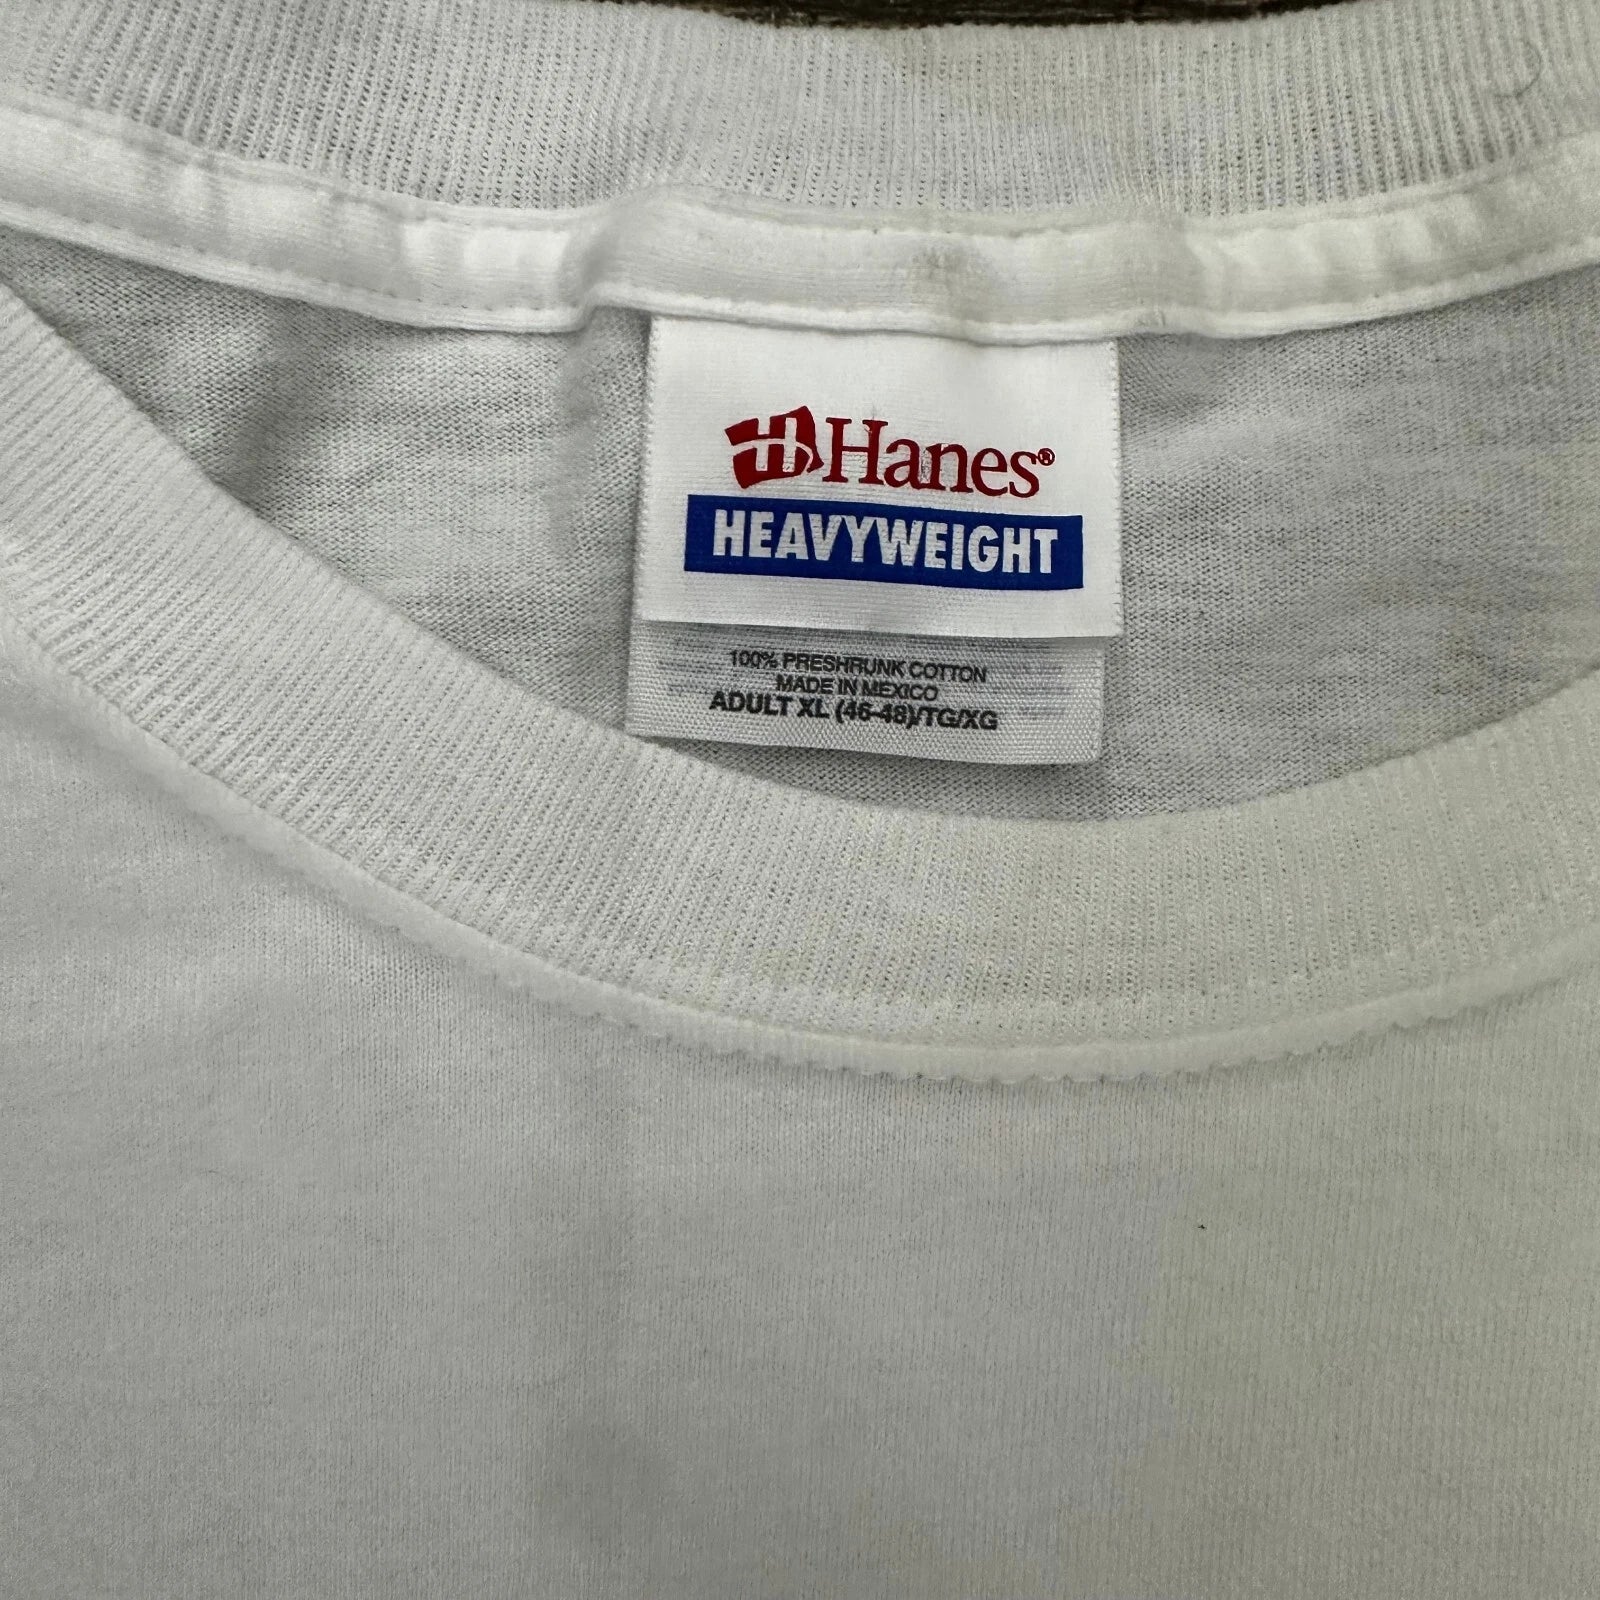 Hanes®
HEAVYWEIGHT
100% PRESHRUNK COTTON
MADE IN MEXICO
ADULT XL (46-48)/TG/XG